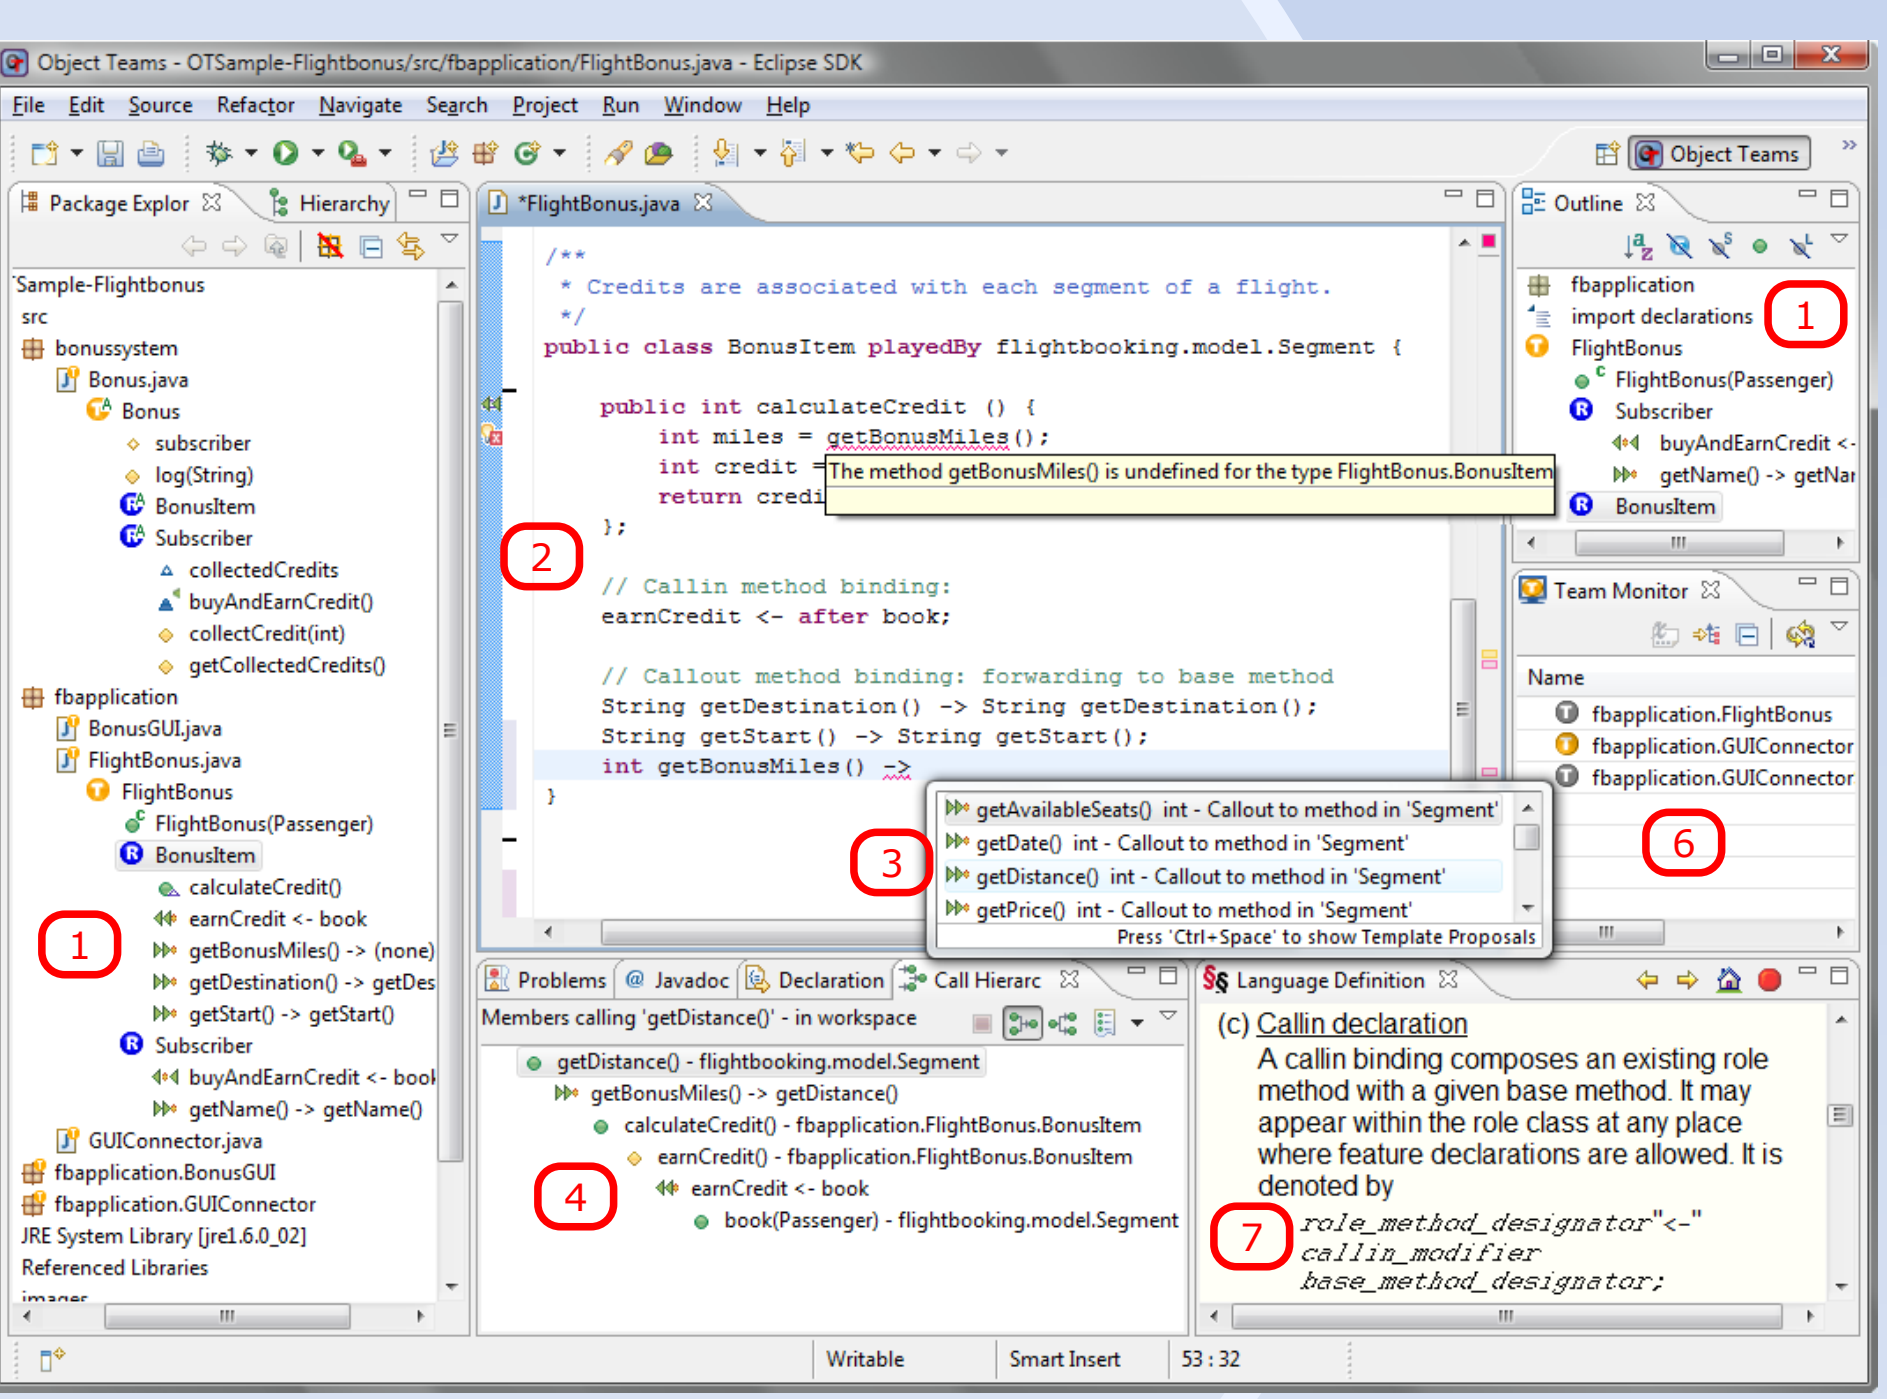 Object Teams - OTSample-Flightbonus/src/fbapplication/FlightBonus.java - Eclipse SDK
File Edit Source Refactor Navigate Search Project Run Window Help
Object Teams
Package Explor
Hierarchy
Sample-Flightbonus
src
bonussystem
Bonus.java
Bonus
subscriber
log(String)
BonusItem
Subscriber
collectedCredits
buyAndEarnCredit()
collectCredit(int)
getCollectedCredits()
fbapplication
BonusGUI.java
FlightBonus.java
FlightBonus
FlightBonus(Passenger)
BonusItem
calculateCredit()
1
earnCredit <- book
getBonusMiles() -> (none)
getDestination() -> getDes
getStart() -> getStart()
Subscriber
buyAndEarnCredit <- book
getName() -> getName()
GUIConnector.java
fbapplication.BonusGUI
fbapplication.GUIConnector
JRE System Library [jre1.6.0_02]
Referenced Libraries
images
*FlightBonus.java
/**
* Credits are associated with each segment of a flight.
*/
public class BonusItem playedBy flightbooking.model.Segment {
public int calculateCredit () {
int miles = getBonusMiles();
int credit =
The method getBonusMiles() is undefined for the type FlightBonus.BonusItem
return credi
};
2
// Callin method binding:
earnCredit <- after book;
// Callout method binding: forwarding to base method
String getDestination() -> String getDestination();
String getStart() -> String getStart();
int getBonusMiles() ->
}
3
getAvailableSeats() int - Callout to method in 'Segment'
getDate() int - Callout to method in 'Segment'
getDistance() int - Callout to method in 'Segment'
getPrice() int - Callout to method in 'Segment'
Press 'Ctrl+Space' to show Template Proposals
Outline
fbapplication
1
import declarations
FlightBonus
FlightBonus(Passenger)
Subscriber
buyAndEarnCredit <-
getName() -> getNar
BonusItem
Team Monitor
Name
fbapplication.FlightBonus
fbapplication.GUIConnector
fbapplication.GUIConnector
6
Problems
@ Javadoc
Declaration
Call Hierarc
Members calling 'getDistance()' - in workspace
getDistance() - flightbooking.model.Segment
getBonusMiles() -> getDistance()
calculateCredit() - fbapplication.FlightBonus.BonusItem
earnCredit() - fbapplication.FlightBonus.BonusItem
4
earnCredit <- book
book(Passenger) - flightbooking.model.Segment
§§ Language Definition
(c) Callin declaration
A callin binding composes an existing role
method with a given base method. It may
appear within the role class at any place
where feature declarations are allowed. It is
denoted by
7
role_method_designator"<-"
callin_modifier
base_method_designator;
Writable
Smart Insert
53 : 32